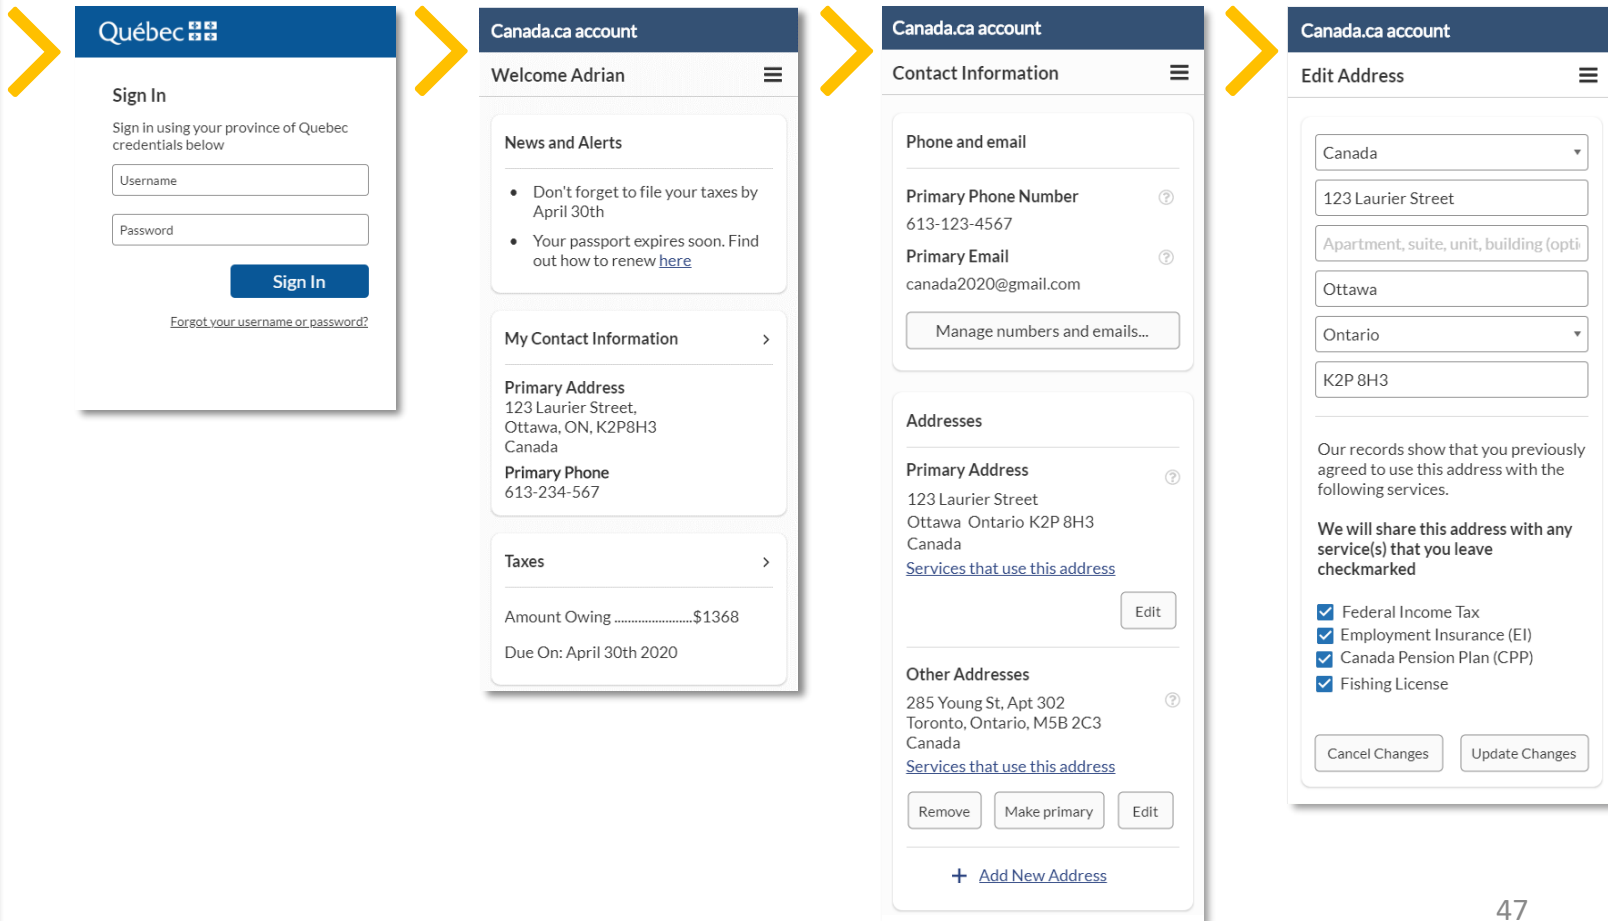 Québec
Sign In
Sign in using your province of Quebec
credentials below
Username
Password
Sign In
Forgot your username or password?
Canada.ca account
Welcome Adrian
News and Alerts
• Don't forget to file your taxes by
April 30th
• Your passport expires soon. Find
out how to renew here
My Contact Information
Primary Address
123 Laurier Street,
Ottawa, ON, K2P8H3
Canada
Primary Phone
613-234-567
Taxes
Amount Owing .......................$1368
Due On: April 30th 2020
Canada.ca account
Contact Information
Phone and email
Primary Phone Number
613-123-4567
Primary Email
canada2020@gmail.com
Manage numbers and emails...
Addresses
Primary Address
123 Laurier Street
Ottawa Ontario K2P 8H3
Canada
Services that use this address
Edit
Other Addresses
285 Young St, Apt 302
Toronto, Ontario, M5B 2C3
Canada
Services that use this address
Remove Make primary Edit
+ Add New Address
Canada.ca account
Edit Address
Canada
123 Laurier Street
Apartment, suite, unit, building (opti
Ottawa
Ontario
K2P 8H3
Our records show that you previously
agreed to use this address with the
following services.
We will share this address with any
service(s) that you leave
checkmarked
Federal Income Tax
Employment Insurance (EI)
Canada Pension Plan (CPP)
Fishing License
Cancel Changes Update Changes
47